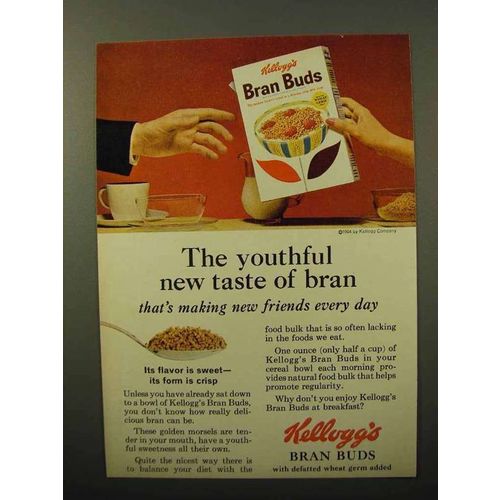 Kellogg's
Bran Buds
©1964 by Kellogg Company
The youthful
new taste of bran
that's making new friends every day
Its flavor is sweet—
its form is crisp
Unless you have already sat down
to a bowl of Kellogg's Bran Buds,
you don't know how really deli-
cious bran can be.
These golden morsels are ten-
der in your mouth, have a youth-
ful sweetness all their own.
Quite the nicest way there is
to balance your diet with the
food bulk that is so often lacking
in the foods we eat.
One ounce (only half a cup) of
Kellogg's Bran Buds in your
cereal bowl each morning pro-
vides natural food bulk that helps
promote regularity.
Why don't you enjoy Kellogg's
Bran Buds at breakfast?
Kellogg's
BRAN BUDS
with defatted wheat germ added